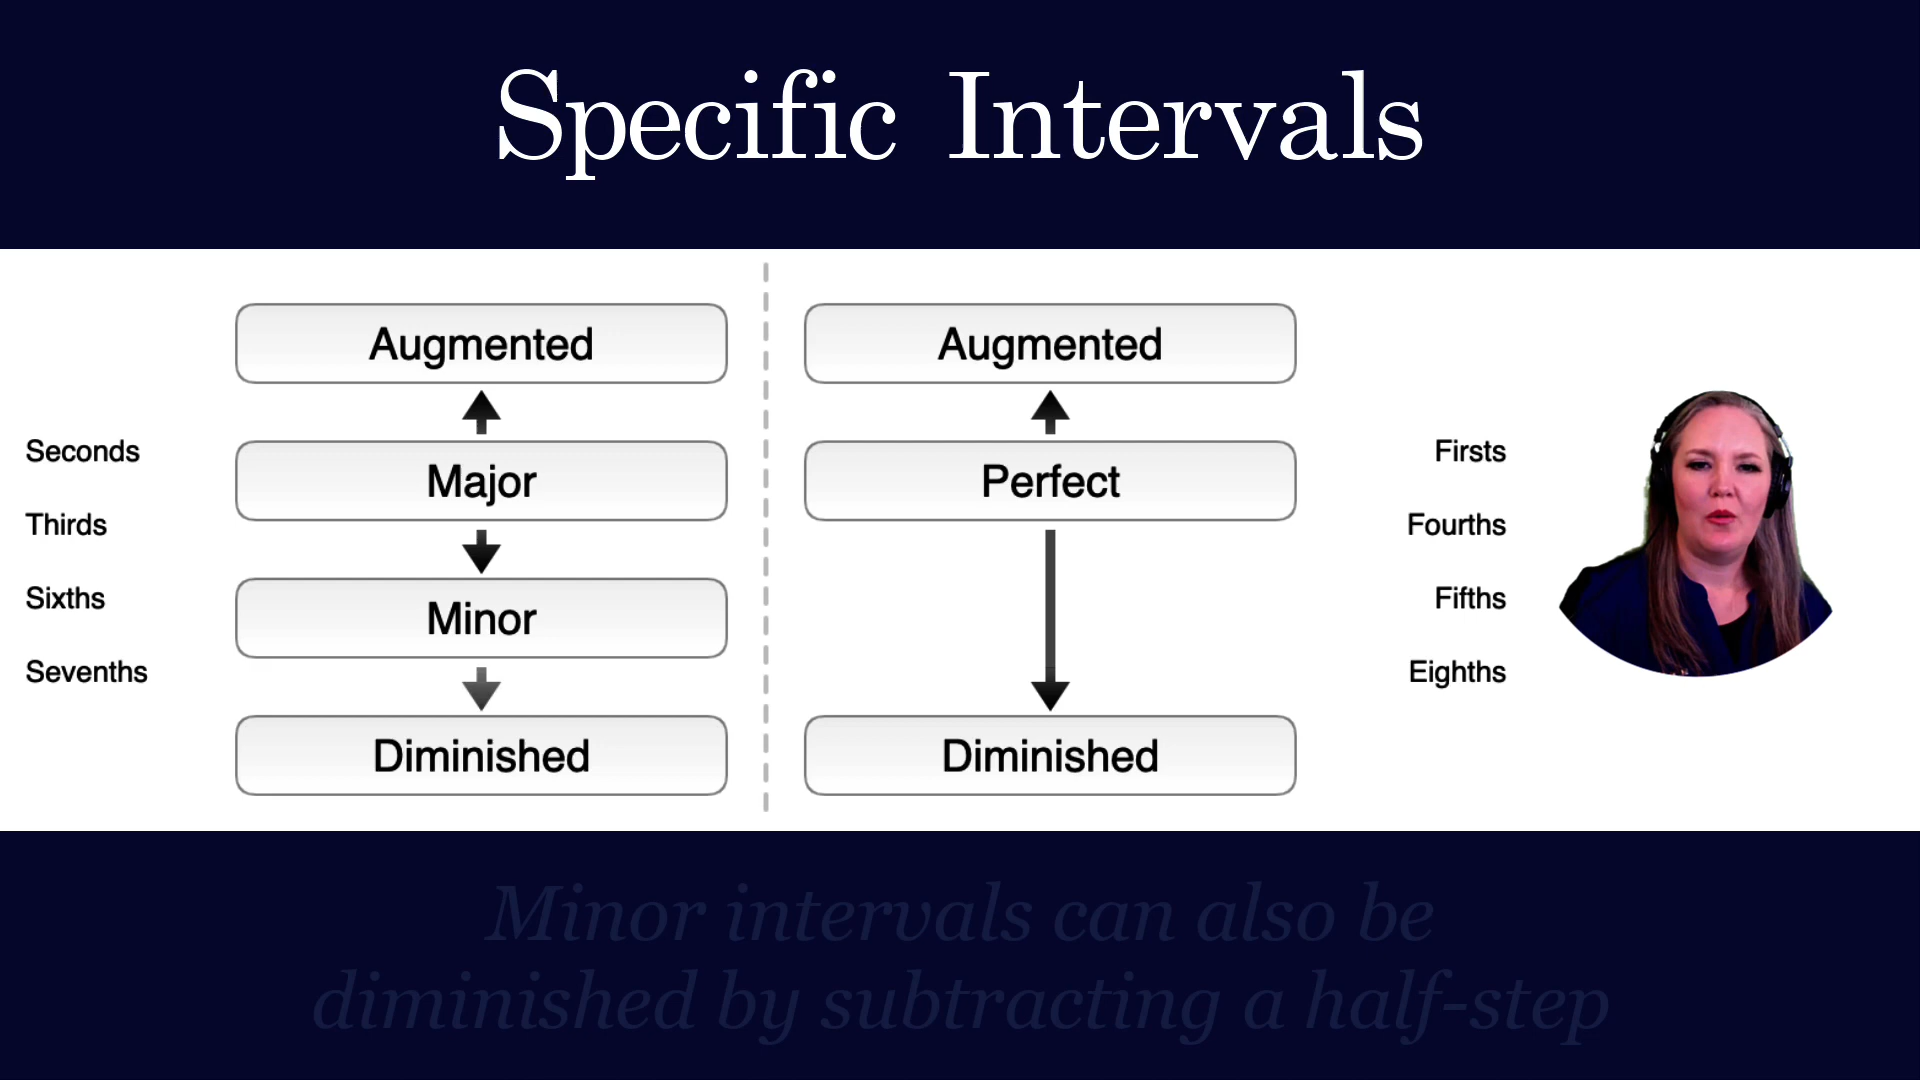 Specific Intervals
Seconds
Thirds
Sixths
Sevenths
Augmented
Major
Minor
Diminished
Augmented
Perfect
Diminished
Firsts
Fourths
Fifths
Eighths
Minor intervals can also be
diminished by subtracting a half-step